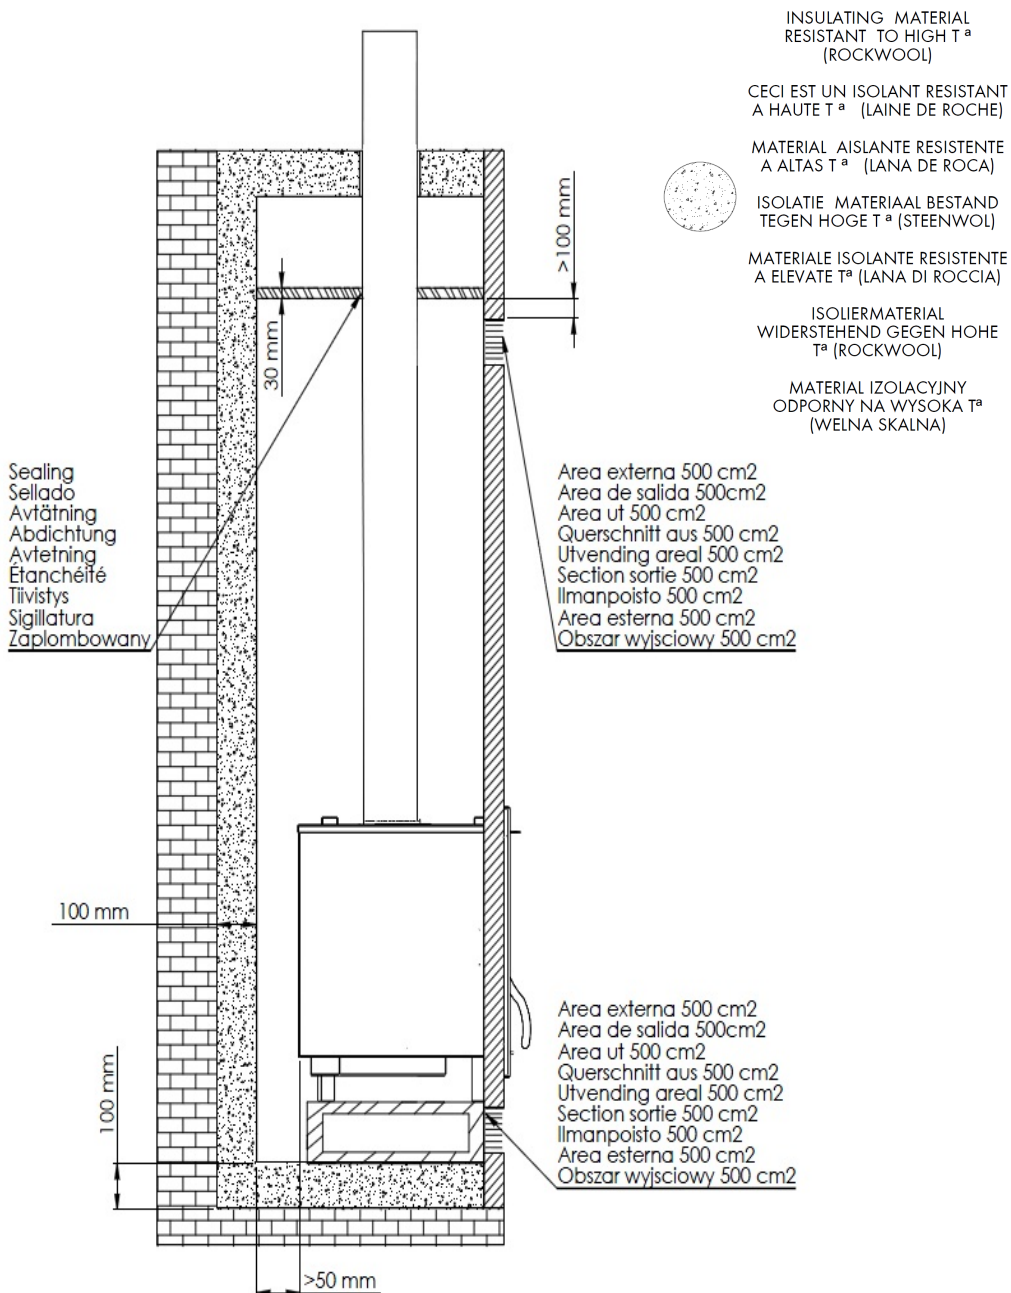 INSULATING MATERIAL
RESISTANT TO HIGH T ª
(ROCKWOOL)
CECI EST UN ISOLANT RESISTANT
A HAUTE T ª (LAINE DE ROCHE)
MATERIAL AISLANTE RESISTENTE
A ALTAS T ª (LANA DE ROCA)
ISOLATIE MATERIAAL BESTAND
TEGEN HOGE T ª (STEENWOL)
MATERIALE ISOLANTE RESISTENTE
A ELEVATE Tª (LANA DI ROCCIA)
ISOLIERMATERIAL
WIDERSTEHEND GEGEN HOHE
Tª (ROCKWOOL)
MATERIAL IZOLACYJNY
ODPORNY NA WYSOKA Tª
(WELNA SKALNA)
>100 mm
30 mm
Sealing
Sellado
Avtätning
Abdichtung
Avtetning
Étanchéité
Tiivistys
Sigillatura
Zaplombowany
Area externa 500 cm2
Area de salida 500cm2
Area ut 500 cm2
Querschnitt aus 500 cm2
Utvending areal 500 cm2
Section sortie 500 cm2
Ilmanpoisto 500 cm2
Area esterna 500 cm2
Obszar wyjsciowy 500 cm2
100 mm
100 mm
Area externa 500 cm2
Area de salida 500cm2
Area ut 500 cm2
Querschnitt aus 500 cm2
Utvending areal 500 cm2
Section sortie 500 cm2
Ilmanpoisto 500 cm2
Area esterna 500 cm2
Obszar wyjsciowy 500 cm2
>50 mm